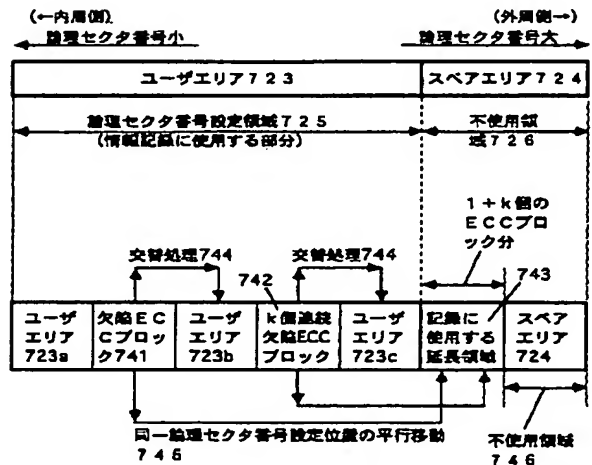 (←内周側)
論理セクタ番号小
(外周側→)
論理セクタ番号大
ユーザエリア723
スペアエリア724
論理セクタ番号設定領域725
(情報記録に使用する部分)
不使用領
域726
1+k個の
ECCブロ
ック分
交替処理744
交替処理744
742
743
ユーザ
エリア
723a
欠陥EC
Cブロッ
ク741
ユーザ
エリア
723b
k個連続
欠陥ECC
ブロック
ユーザ
エリア
723c
記録に
使用する
延長領域
スペア
エリア
724
同一論理セクタ番号設定位置の平行移動
745
不使用領域
746